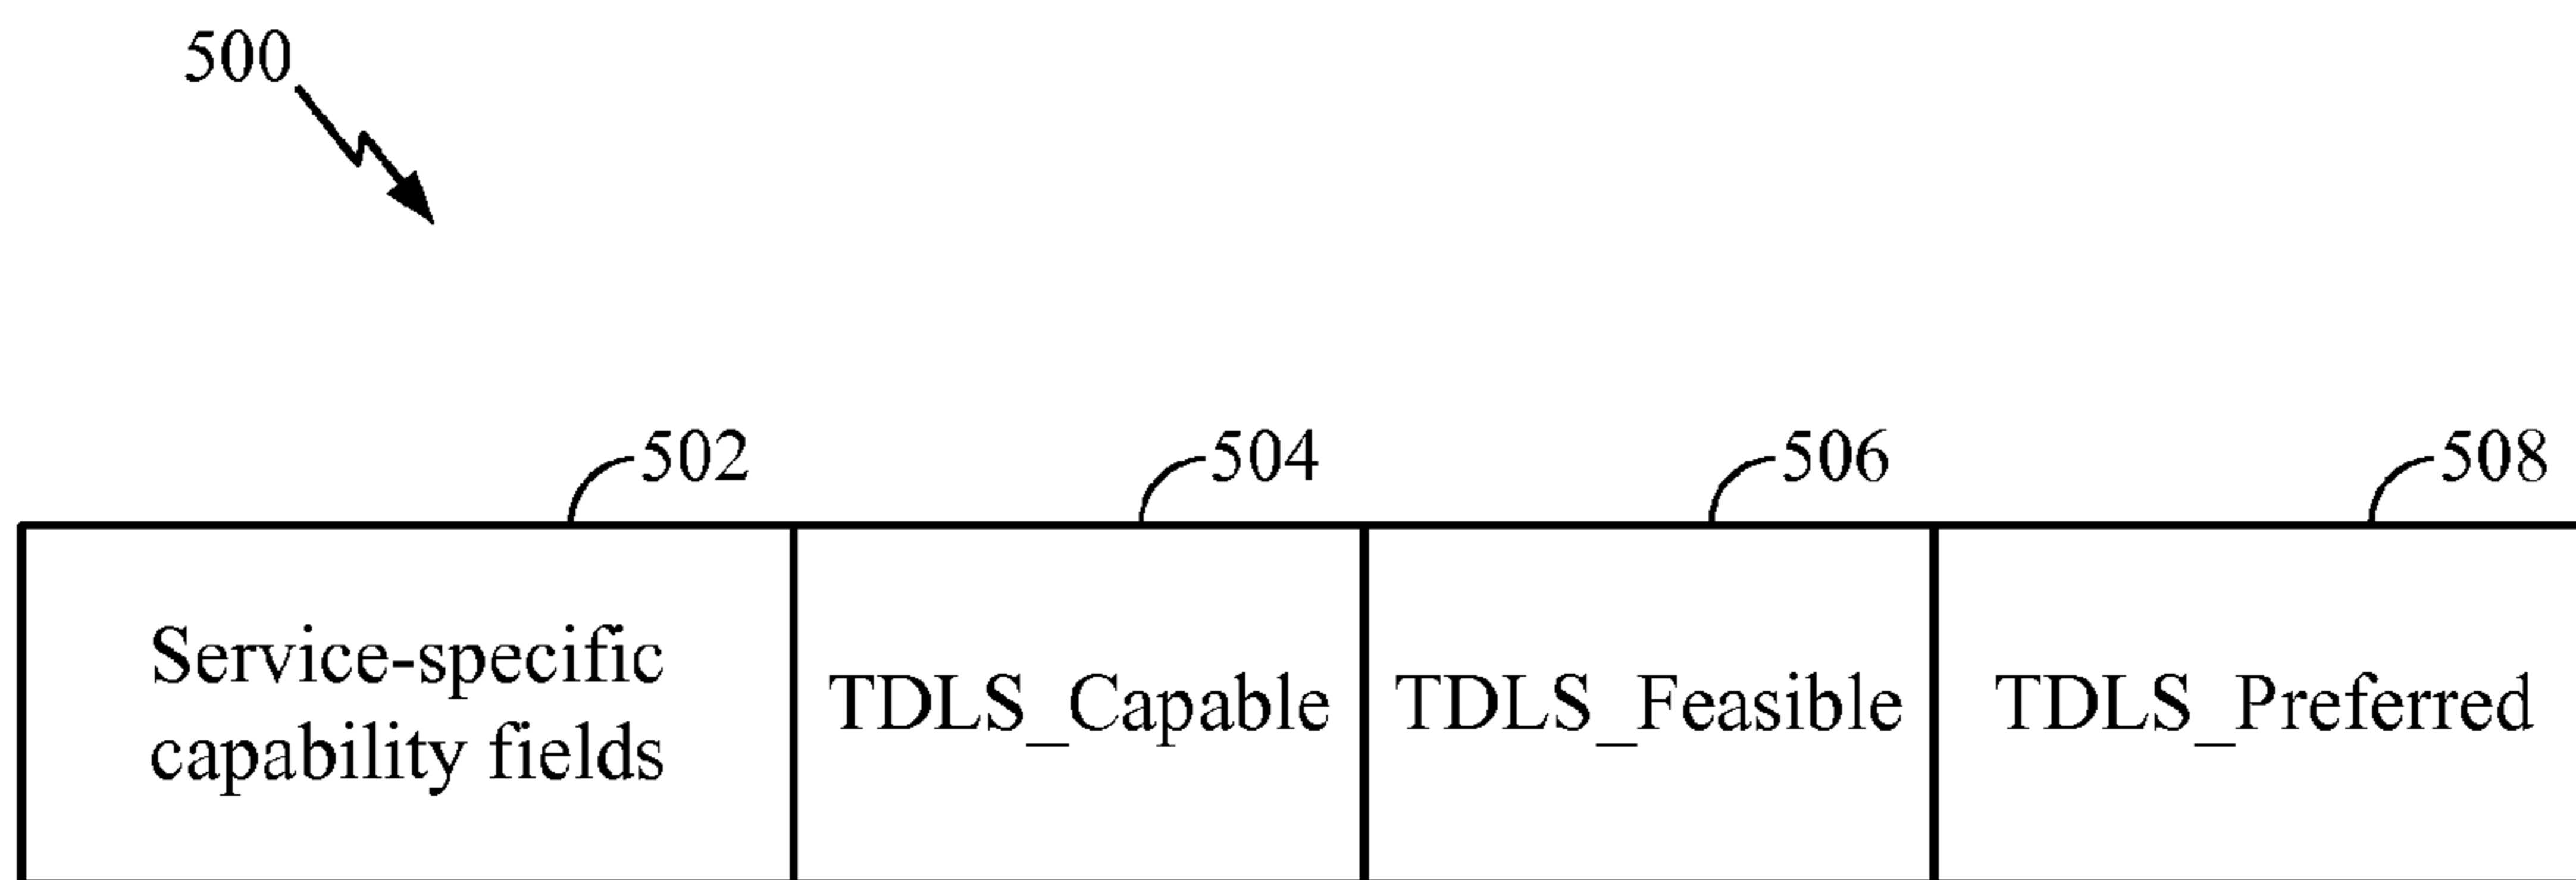 500
502
504
506
508
Service-specific
capability fields
TDLS_Capable
TDLS_Feasible
TDLS_Preferred